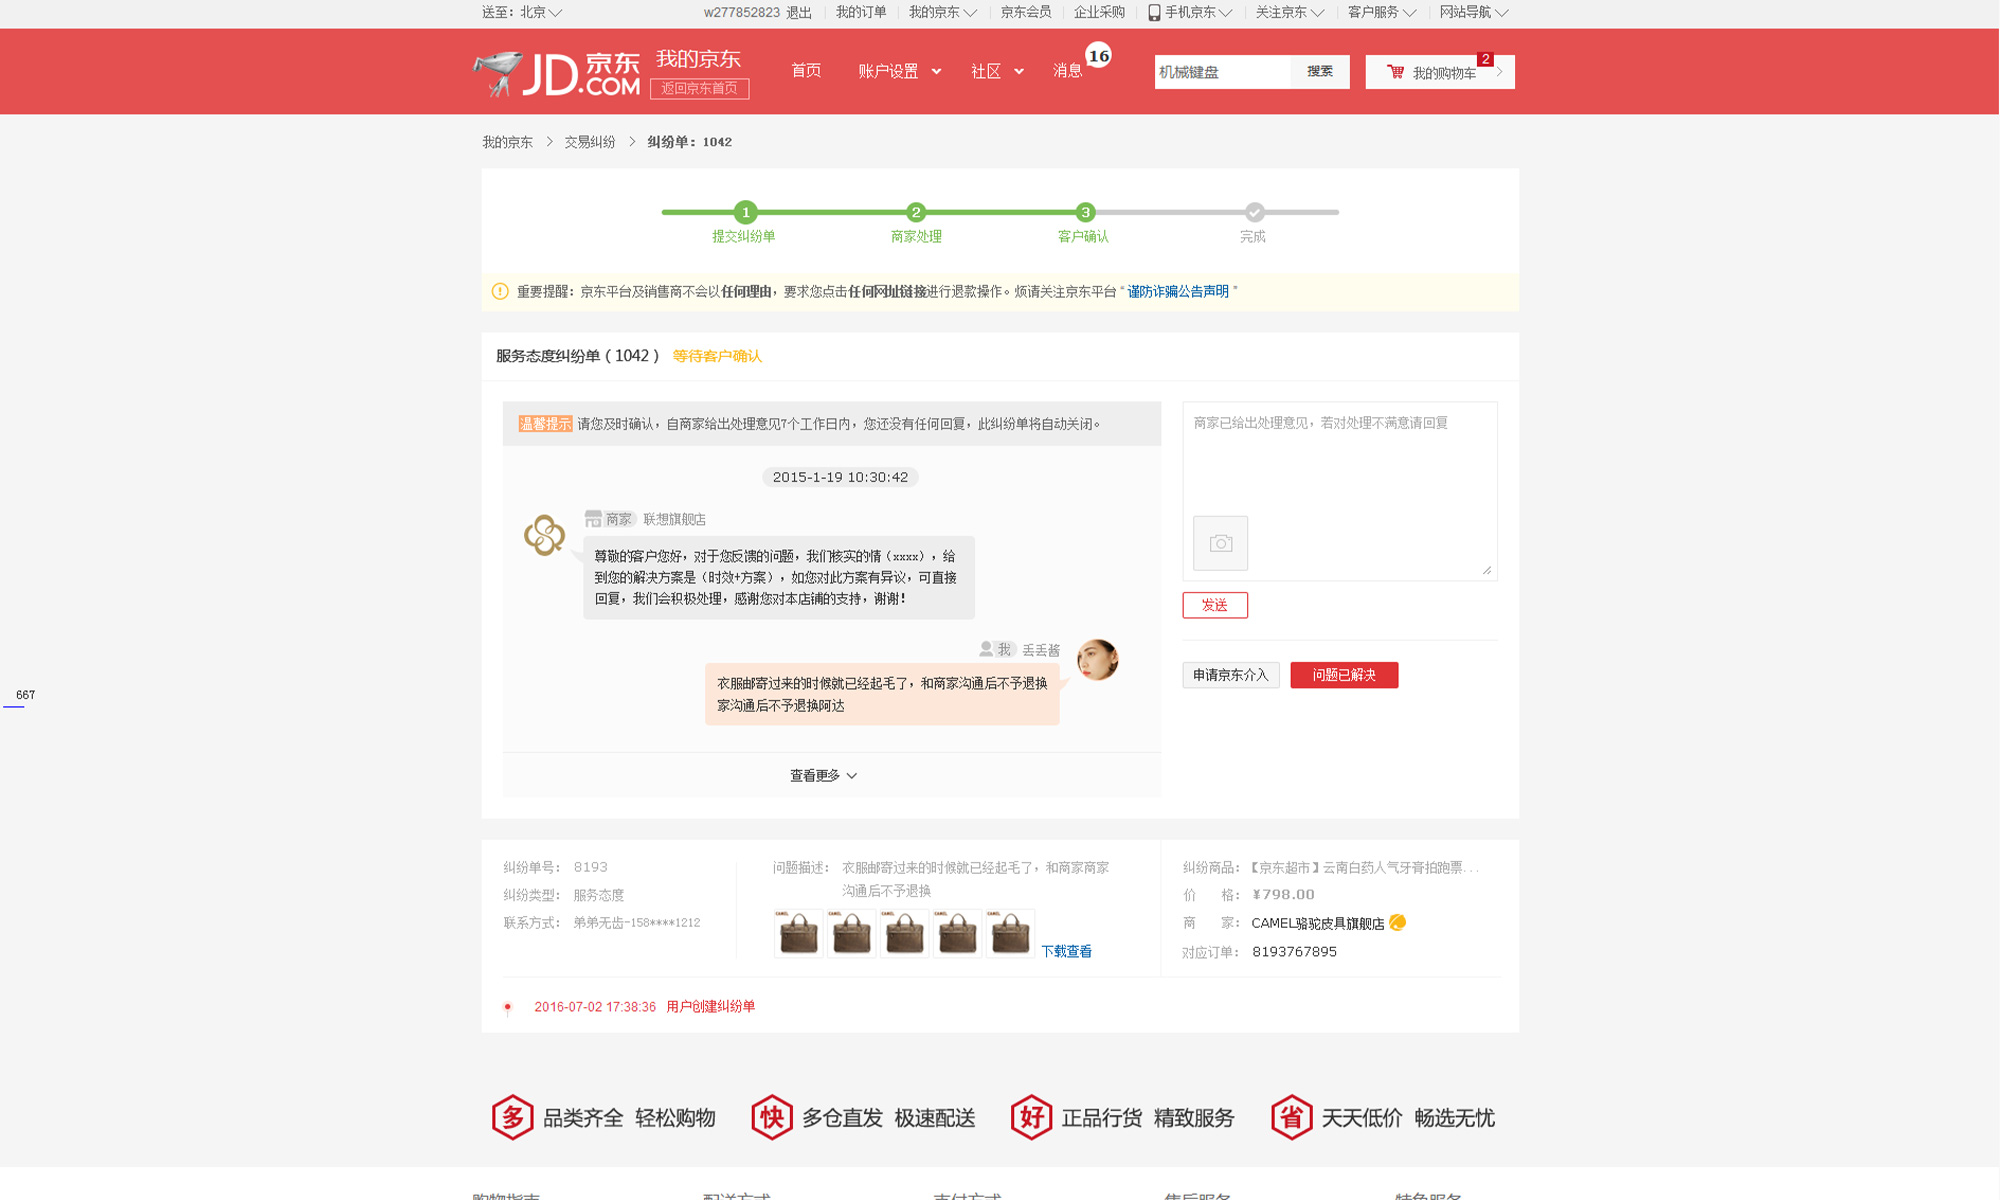 送至：北京
w277852823 退出 我的订单 我的京东 京东会员 企业采购 手机京东 关注京东 客户服务 网站导航
JD.COM 京东
我的京东
返回京东首页
首页 账户设置 社区 消息 16
机械键盘 搜索
我的购物车 2
我的京东 > 交易纠纷 > 纠纷单：1042
1 2 3
提交纠纷单 商家处理 客户确认 完成
重要提醒：京东平台及销售商不会以任何理由，要求您点击任何网址链接进行退款操作。烦请关注京东平台“谨防诈骗公告声明”
服务态度纠纷单（1042） 等待客户确认
温馨提示 请您及时确认，自商家给出处理意见7个工作日内，您还没有任何回复，此纠纷单将自动关闭。
2015-1-19 10:30:42
商家 联想旗舰店
尊敬的客户您好，对于您反馈的问题，我们核实的情（xxxx），给
到您的解决方案是（时效+方案），如您对此方案有异议，可直接
回复，我们会积极处理，感谢您对本店铺的支持，谢谢！
我 丢丢酱
衣服邮寄过来的时候就已经起毛了，和商家沟通后不予退换
家沟通后不予退换阿达
查看更多
商家已给出处理意见，若对处理不满意请回复
发送
申请京东介入 问题已解决
667
纠纷单号： 8193
纠纷类型： 服务态度
联系方式： 弟弟无齿-158****1212
问题描述： 衣服邮寄过来的时候就已经起毛了，和商家商家
沟通后不予退换
CAMEL CAMEL CAMEL CAMEL CAMEL
下载查看
纠纷商品：【京东超市】云南白药人气牙膏拍跑票...
价 格： ¥798.00
商 家： CAMEL骆驼皮具旗舰店
对应订单： 8193767895
2016-07-02 17:38:36 用户创建纠纷单
多 品类齐全 轻松购物
快 多仓直发 极速配送
好 正品行货 精致服务
省 天天低价 畅选无忧
购物指南 配送方式 支付方式 售后服务 特色服务